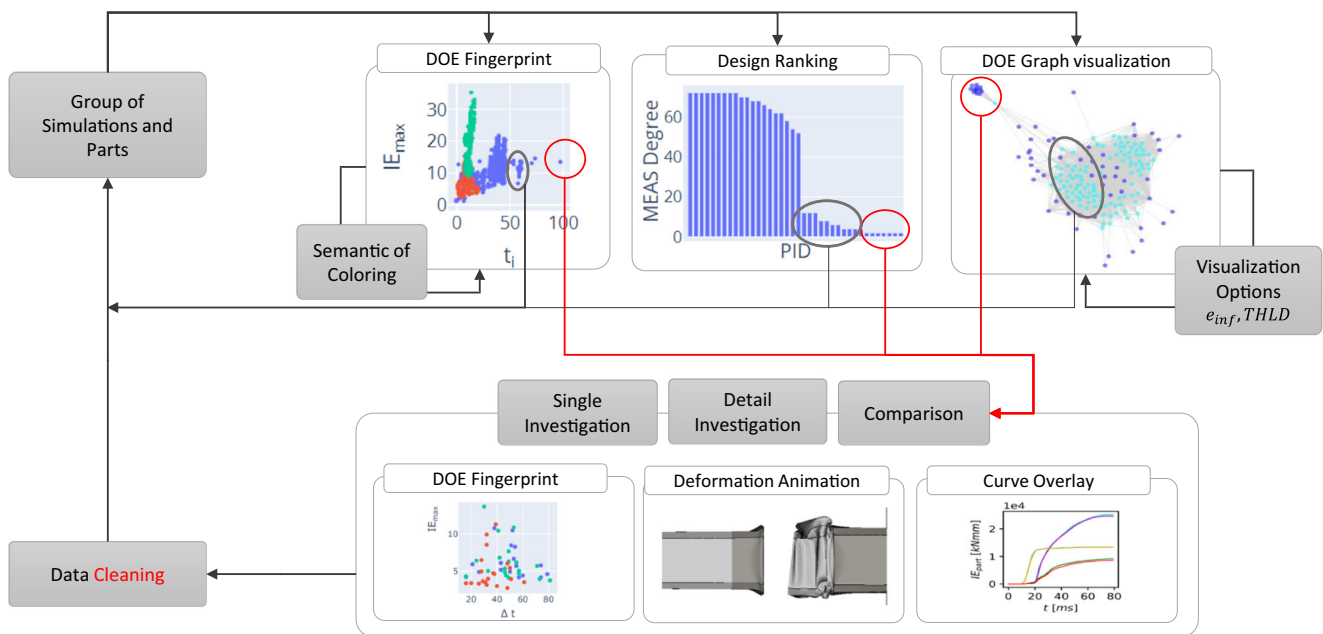 DOE Fingerprint
Design Ranking
DOE Graph visualization
Group of
Simulations and
Parts
IEmax
30
20
10
0
0
50
100
ti
MEAS Degree
60
40
20
0
PID
Semantic of
Coloring
Visualization
Options
e_inf, THLD
Single
Investigation
Detail
Investigation
Comparison
DOE Fingerprint
Deformation Animation
Curve Overlay
IEmax
10
5
20
40
60
80
Δ t
1e4
IEpart [kNmm]
2
1
0
0
20
40
60
80
t [ms]
Data Cleaning